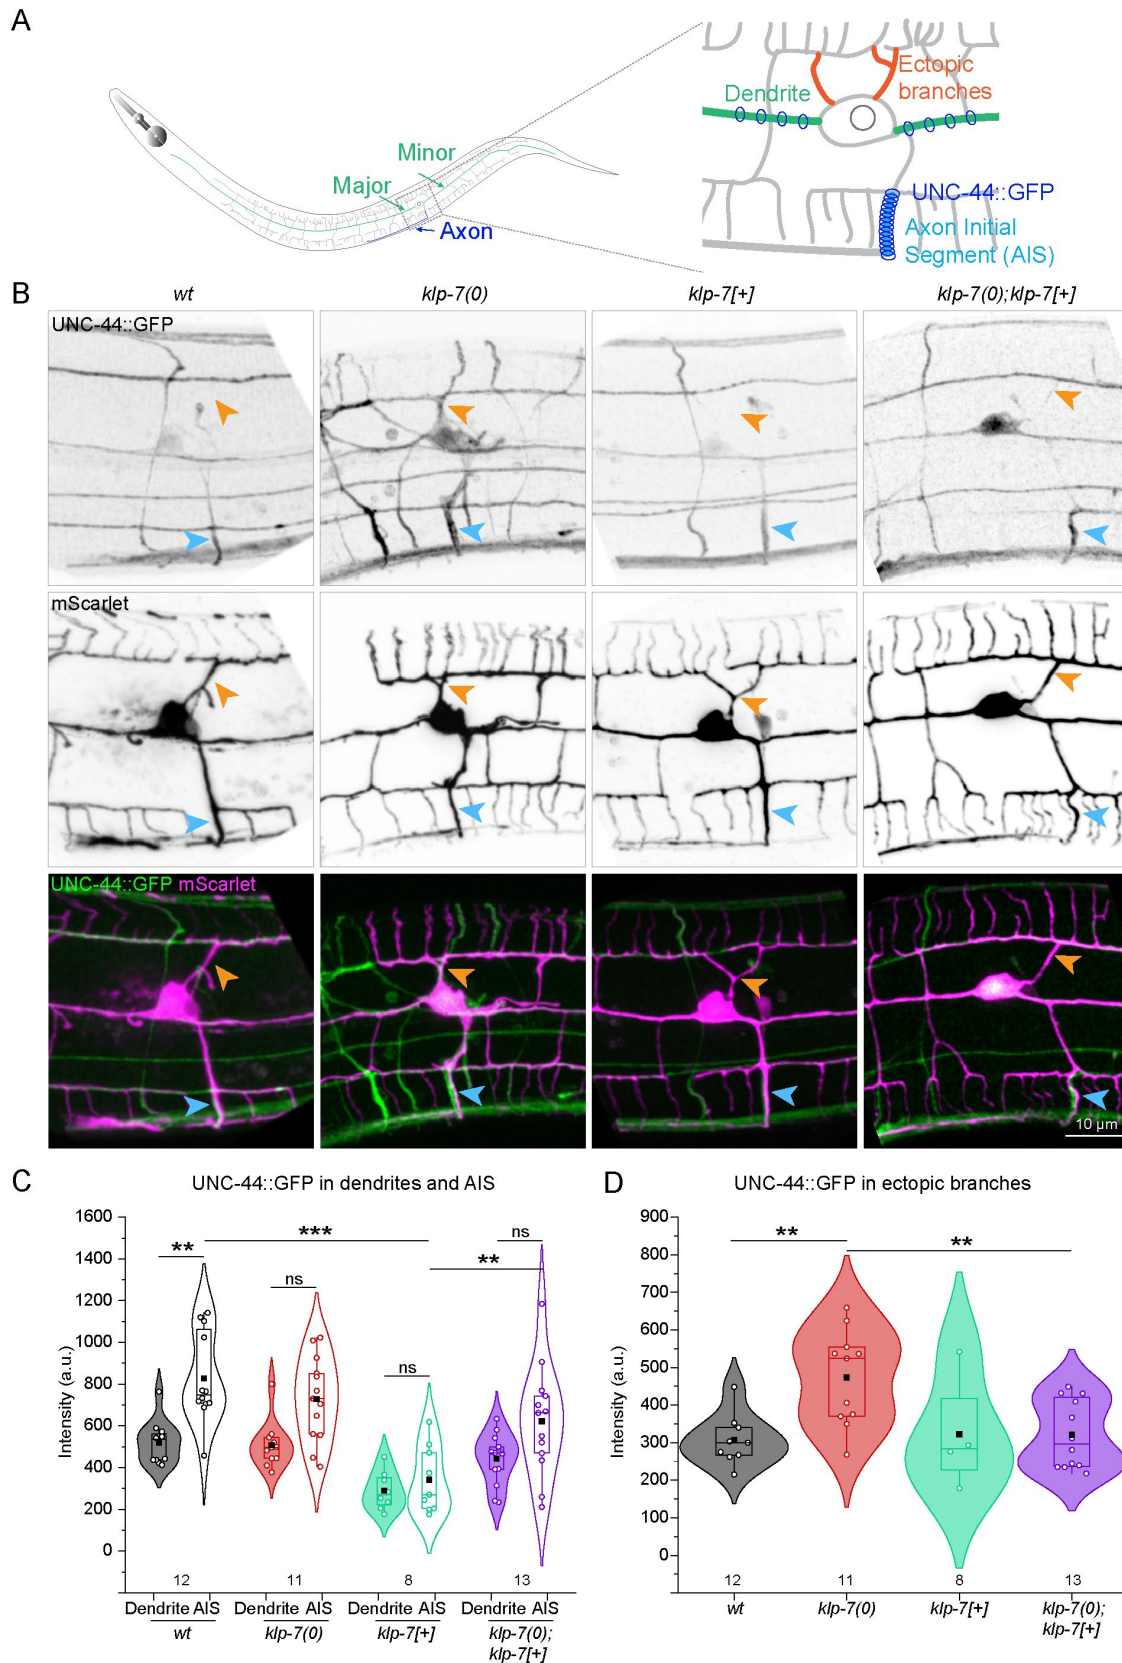 A
Major
Minor
Axon
Dendrite
Ectopic
branches
UNC-44::GFP
Axon Initial
Segment (AIS)
B
wt
klp-7(0)
klp-7[+]
klp-7(0);klp-7[+]
UNC-44::GFP
mScarlet
UNC-44::GFP mScarlet
10 µm
C
UNC-44::GFP in dendrites and AIS
Intensity (a.u.)
1600
1400
1200
1000
800
600
400
200
0
**
***
ns
ns
**
ns
12
11
8
13
Dendrite AIS
Dendrite AIS
Dendrite AIS
Dendrite AIS
wt
klp-7(0)
klp-7[+]
klp-7(0);
klp-7[+]
D
UNC-44::GFP in ectopic branches
Intensity (a.u.)
900
800
700
600
500
400
300
200
100
0
**
**
12
11
8
13
wt
klp-7(0)
klp-7[+]
klp-7(0);
klp-7[+]